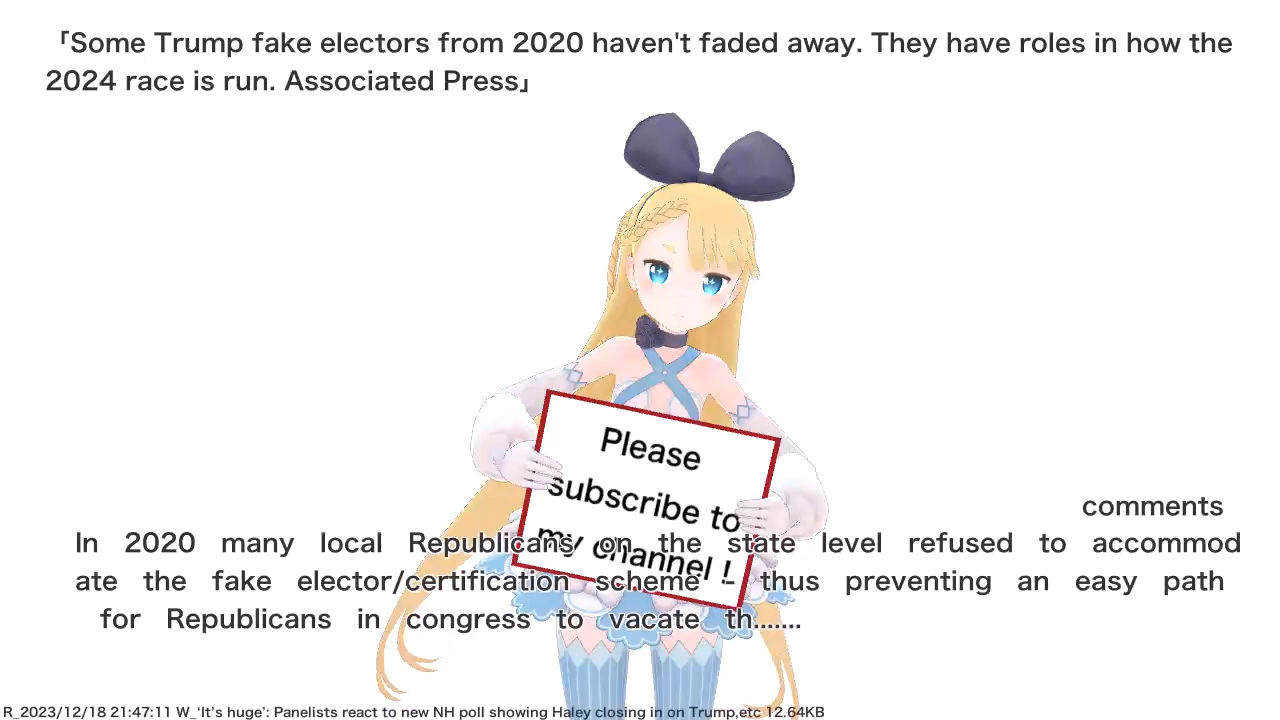 「Some Trump fake electors from 2020 haven't faded away. They have roles in how the
2024 race is run. Associated Press」
Please
subscribe to
my channel !
comments
In 2020 many local Republicans on the state level refused to accommod
ate the fake elector/certification scheme - thus preventing an easy path
for Republicans in congress to vacate th.......
R_2023/12/18 21:47:11 W_‘It’s huge’: Panelists react to new NH poll showing Haley closing in on Trump,etc 12.64KB